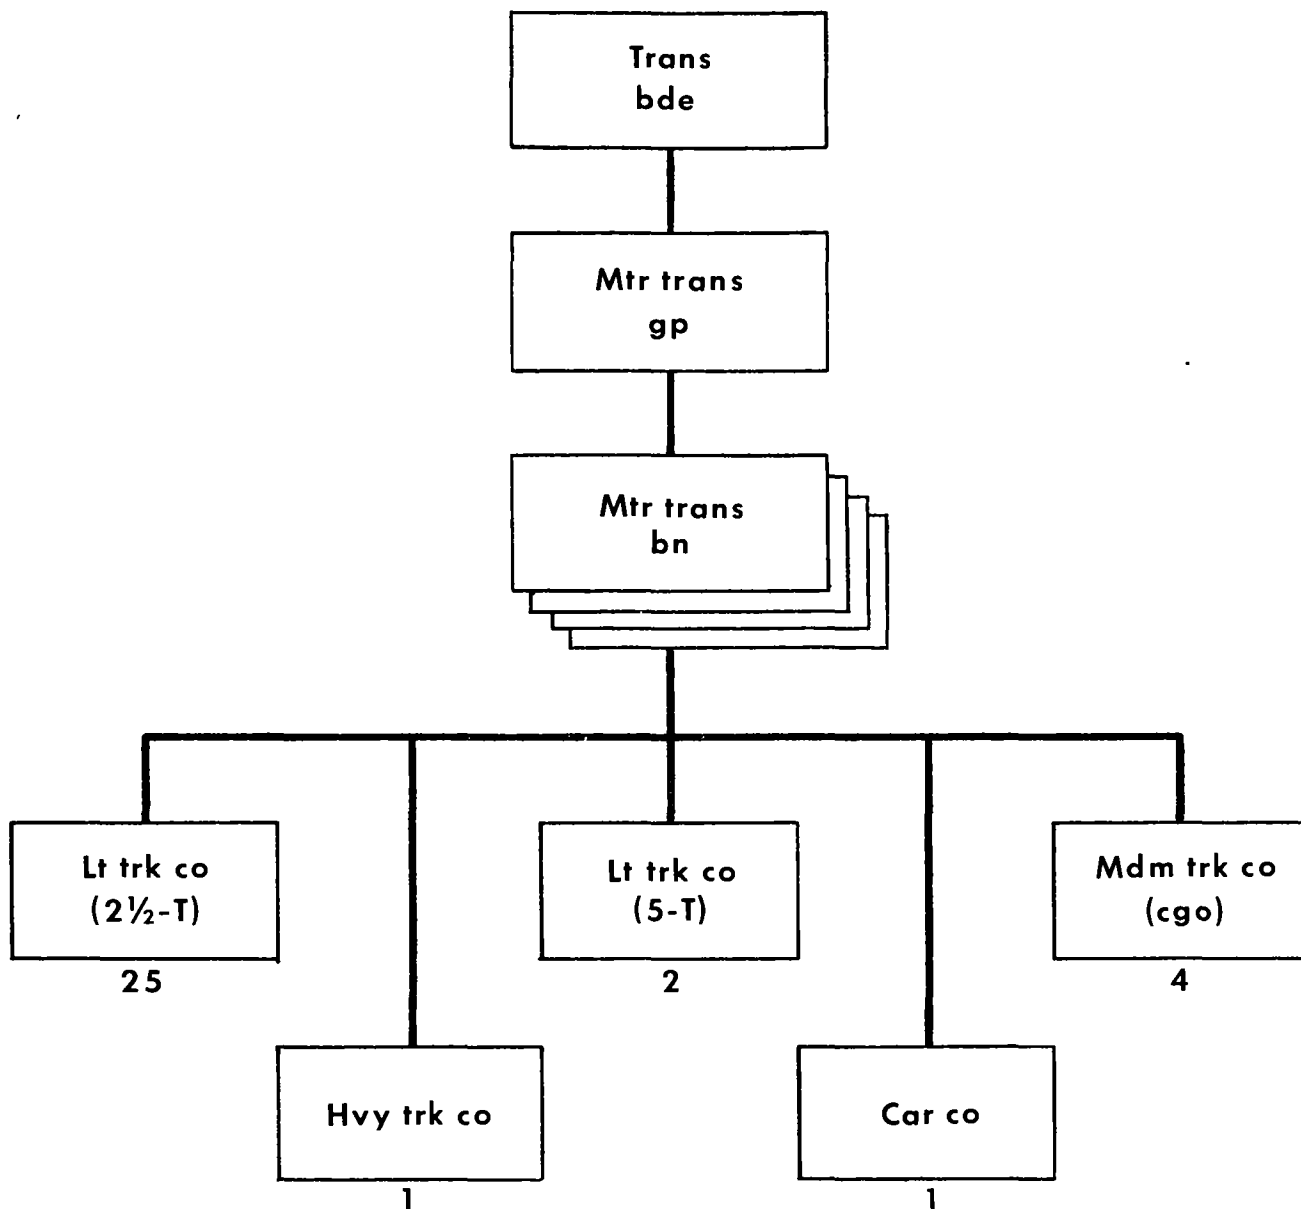 Trans
bde
Mtr trans
gp
Mtr trans
bn
Lt trk co
(2½-T)
25
Lt trk co
(5-T)
2
Mdm trk co
(cgo)
4
Hvy trk co
1
Car co
1